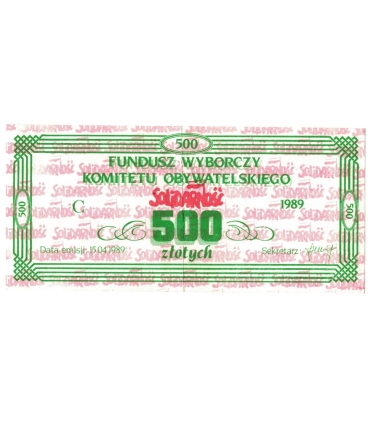 500
FUNDUSZ WYBORCZY
KOMITETU OBYWATELSKIEGO
SOLIDARNOŚĆ
G 1989
500 500 500
złotych
Data emisji: 15.04.1989 Sekretarz